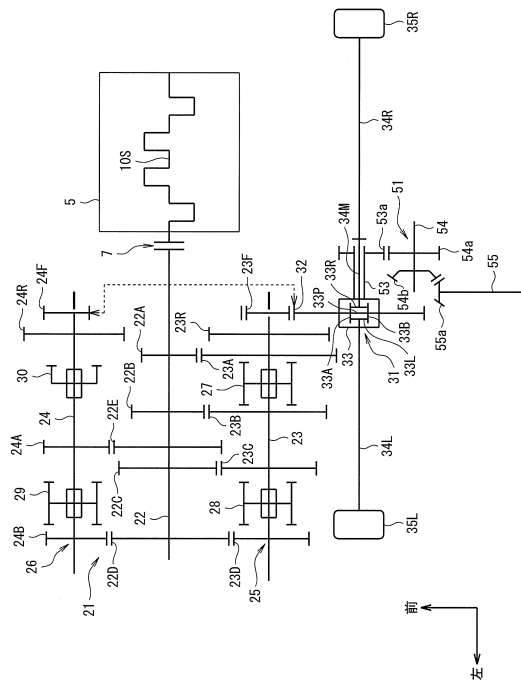 35R
34R
5
10S
51
53a
34M
54
7
54a
24R
24F
23F
32
33R
33P
53
54b
55
22A
23R
55a
30
33A
33
33B
23A
33L
22B
27
31
24
23B
22E
23
34L
24A
23C
29
22C
22
28
35L
24B
26
21
22D
23D
25
前
左